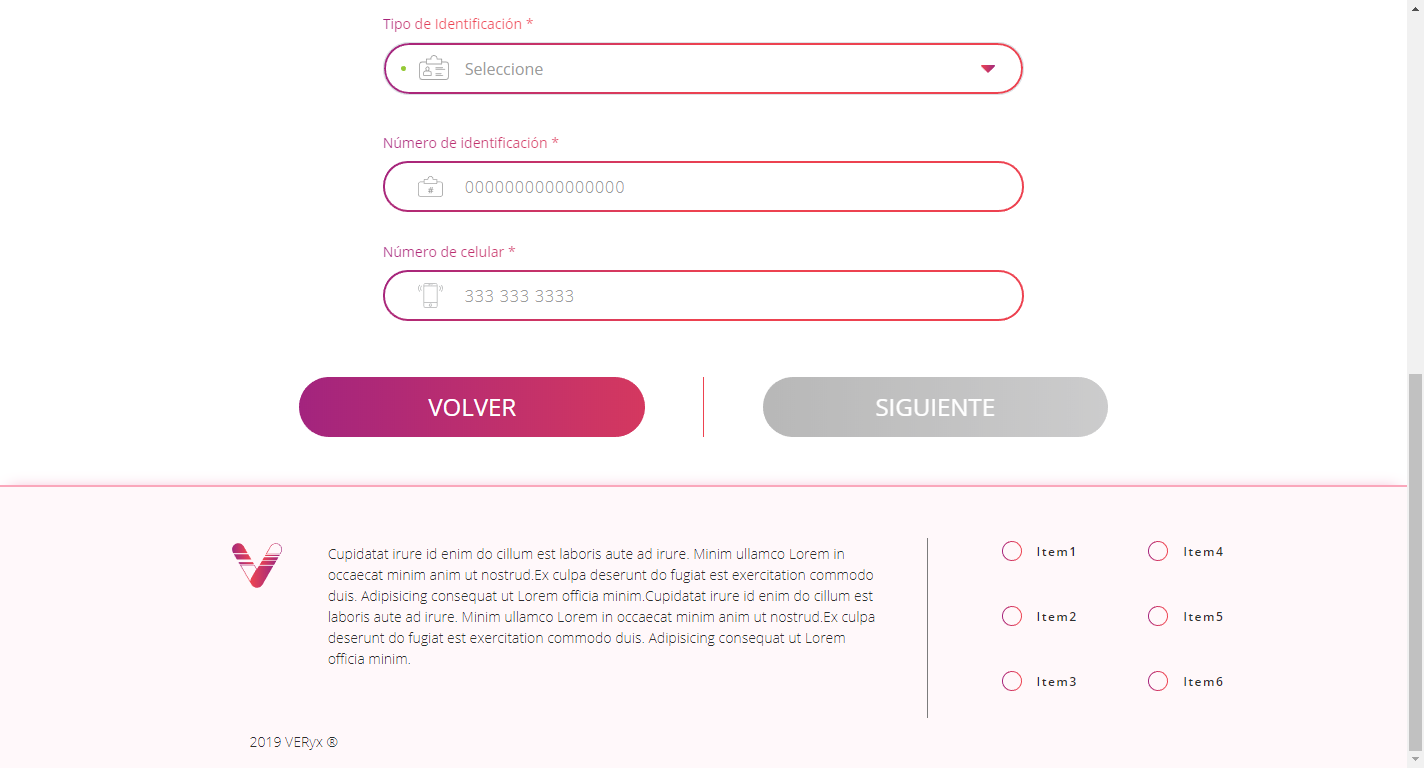 Tipo de Identificación *
Seleccione
Número de identificación *
#
0000000000000000
Número de celular *
333 333 3333
VOLVER
SIGUIENTE
Cupidatat irure id enim do cillum est laboris aute ad irure. Minim ullamco Lorem in
occaecat minim anim ut nostrud.Ex culpa deserunt do fugiat est exercitation commodo
duis. Adipisicing consequat ut Lorem officia minim.Cupidatat irure id enim do cillum est
laboris aute ad irure. Minim ullamco Lorem in occaecat minim anim ut nostrud.Ex culpa
deserunt do fugiat est exercitation commodo duis. Adipisicing consequat ut Lorem
officia minim.
Item1
Item4
Item2
Item5
Item3
Item6
2019 VERyx ®